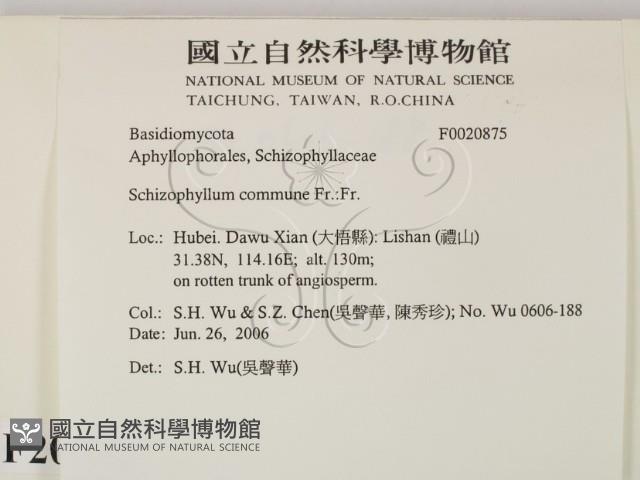 國立自然科學博物館
NATIONAL MUSEUM OF NATURAL SCIENCE
TAICHUNG, TAIWAN, R.O.CHINA
Basidiomycota F0020875
Aphyllophorales, Schizophyllaceae
Schizophyllum commune Fr.:Fr.
Loc.: Hubei. Dawu Xian (大悟縣): Lishan (禮山)
31.38N, 114.16E; alt. 130m;
on rotten trunk of angiosperm.
Col.: S.H. Wu & S.Z. Chen(吳聲華, 陳秀珍); No. Wu 0606-188
Date: Jun. 26, 2006
Det.: S.H. Wu(吳聲華)
國立自然科學博物館
NATIONAL MUSEUM OF NATURAL SCIENCE